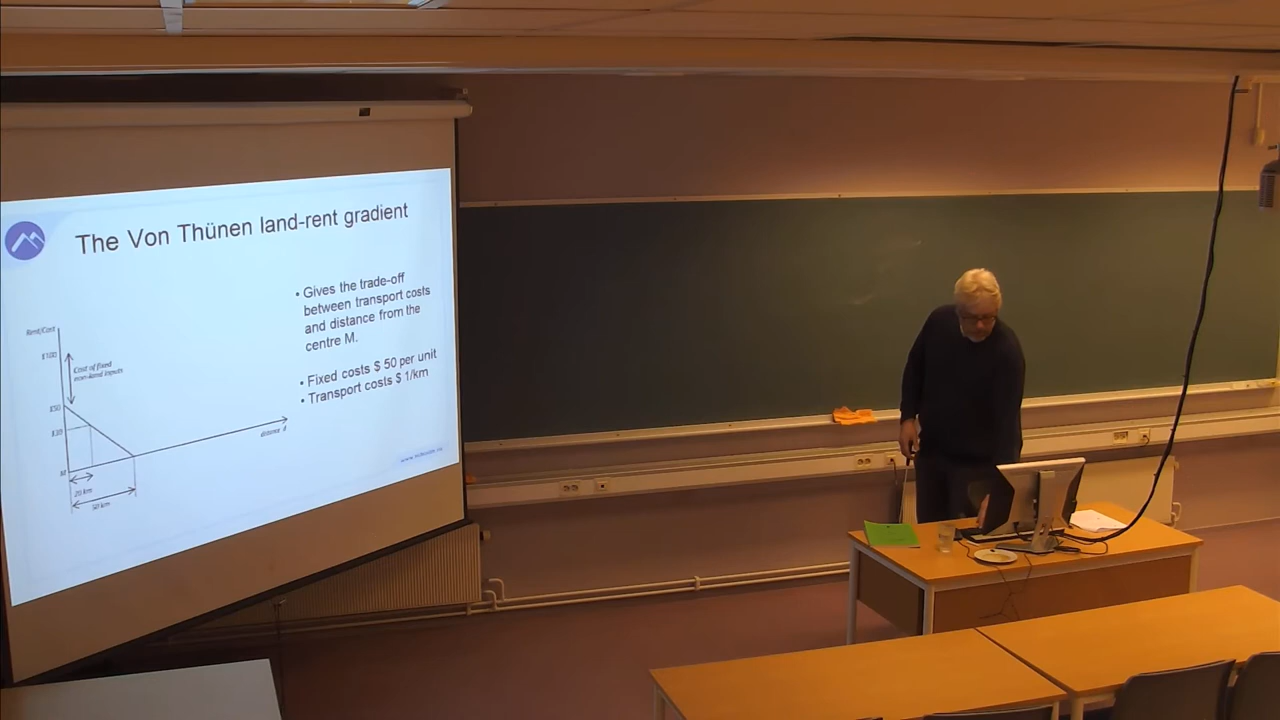 The Von Thünen land-rent gradient
• Gives the trade-off
between transport costs
and distance from the
centre M.
• Fixed costs $ 50 per unit
• Transport costs $ 1/km
Rent/Cost
$100
Cost of fixed
non-land inputs
$50
$30
M
distance d
20 km
50 km